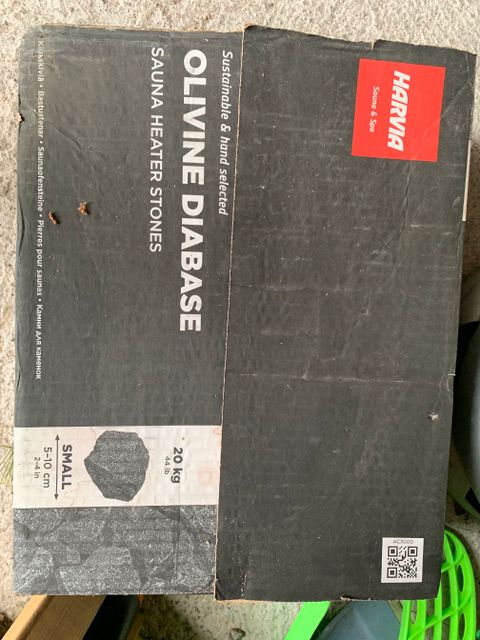 HARVIA
Sauna & Spa
Sustainable & hand selected
OLIVINE DIABASE
SAUNA HEATER STONES
Kiuaskiviä • Bastustenar • Saunaofensteine • Pierres pour saunas • Камни для каменок
20 kg
44 lb
SMALL
5–10 cm
2-4 in
AC3000